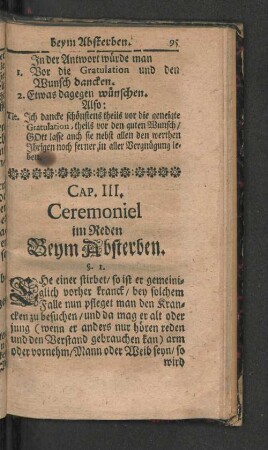 beym Absterben. 95
In der Antwort würde man
1. Vor die Gratulation und den
Wunsch dancken.
2. Etwas dagegen wünschen.
Also:
Tit. Ich dancke schönstens theils vor die geneigte
Gratulation, theils vor den guten Wunsch/
GOtt lasse auch sie nebst allen den werthen
Ihrigen noch ferner in aller Vergnügung le-
ben.
CAP. III.
Ceremoniel
im Reden
Beym Absterben.
§. 1.
EHe einer stirbet/ so ist er gemeini-
glich vorher kranck/ bey solchem
Falle nun pfleget man den Kran-
cken zu besuchen/ und da mag er alt oder
jung (wenn er anders nur hören reden
und den Verstand gebrauchen kan) arm
oder vornehm/ Mann oder Weib seyn/ so
wird